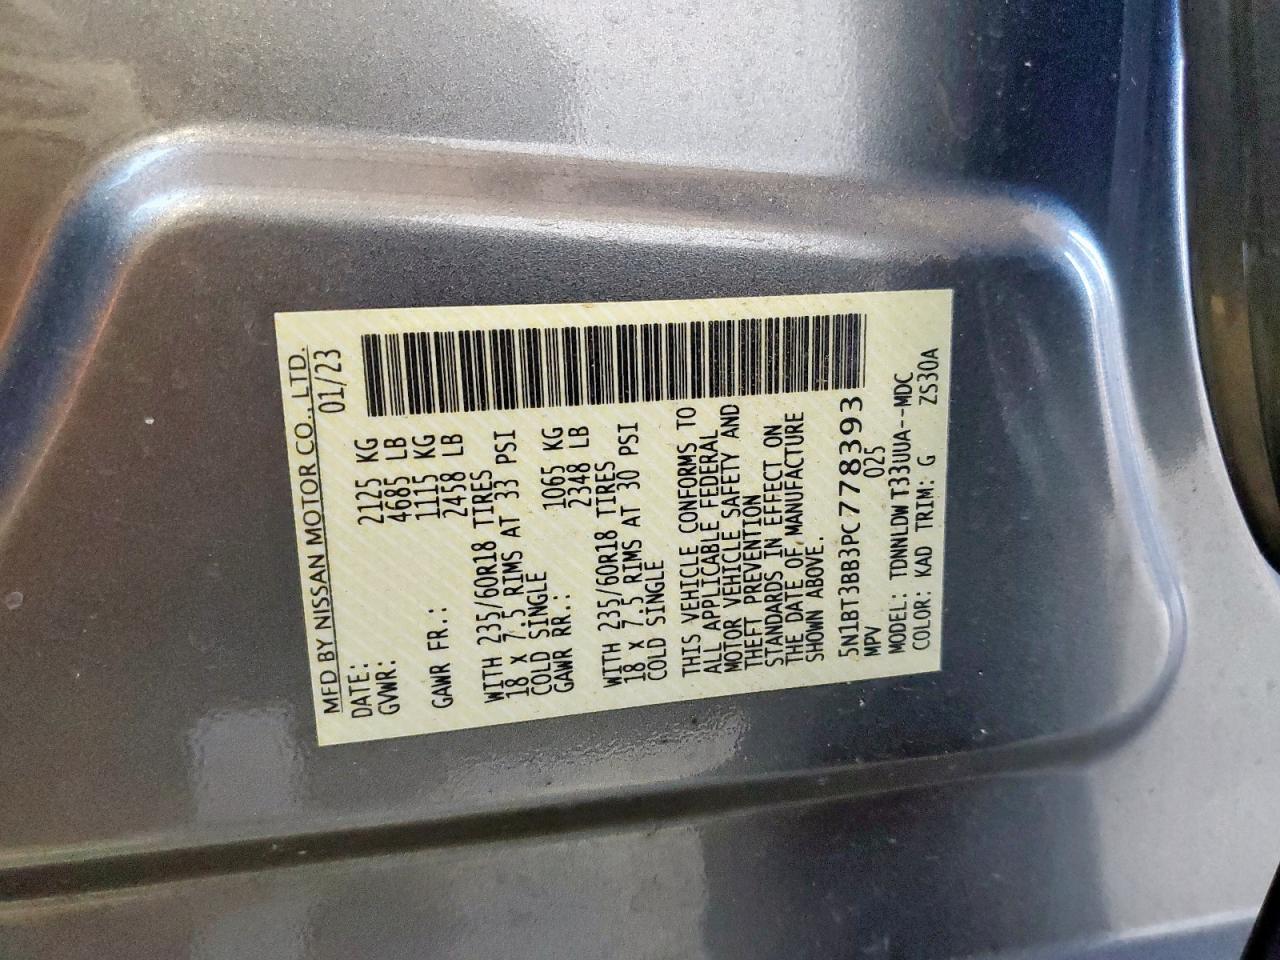 MFD BY NISSAN MOTOR CO., LTD.
DATE: 01/23
GVWR: 2125 KG
4685 LB
GAWR FR.: 1115 KG
2458 LB
WITH 235/60R18 TIRES
18 X 7.5 RIMS AT 33 PSI
COLD SINGLE
GAWR RR.: 1065 KG
2348 LB
WITH 235/60R18 TIRES
18 X 7.5 RIMS AT 30 PSI
COLD SINGLE
THIS VEHICLE CONFORMS TO
ALL APPLICABLE FEDERAL
MOTOR VEHICLE SAFETY AND
THEFT PREVENTION
STANDARDS IN EFFECT ON
THE DATE OF MANUFACTURE
SHOWN ABOVE.
5N1BT3BB3PC778393
MPV 025
MODEL: TDNNLDWT33UUA--MDC
COLOR: KAD TRIM: G ZS30A